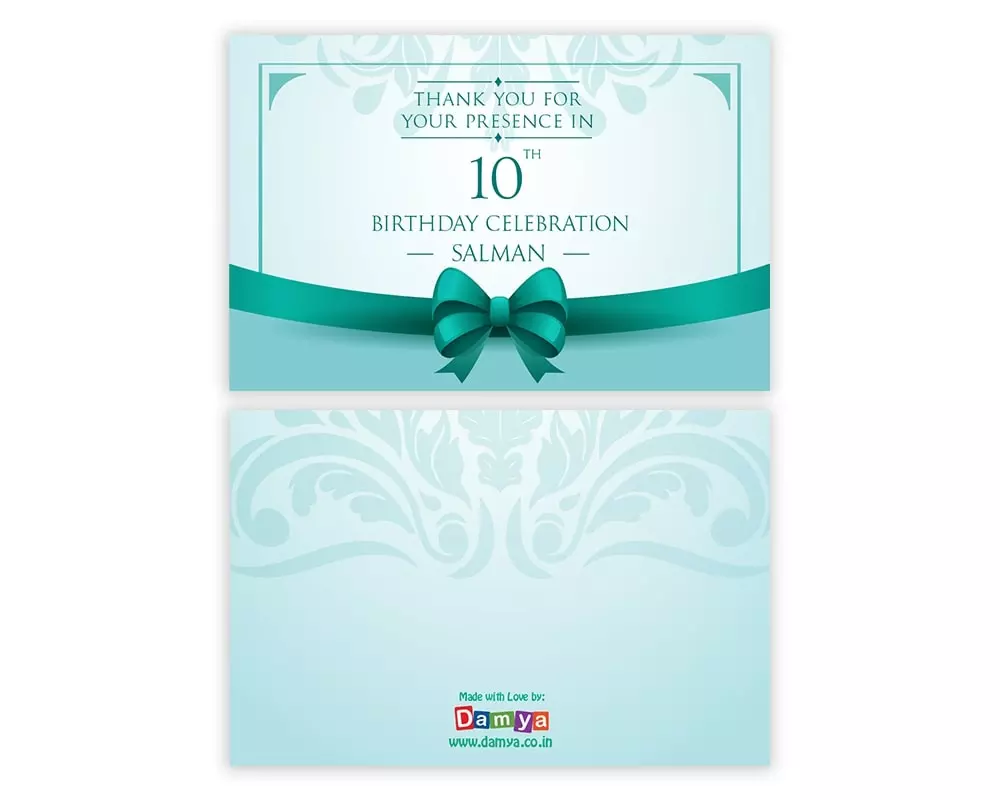 THANK YOU FOR
YOUR PRESENCE IN
10TH
BIRTHDAY CELEBRATION
— SALMAN —
Made with Love by:
Damya
www.damya.co.in